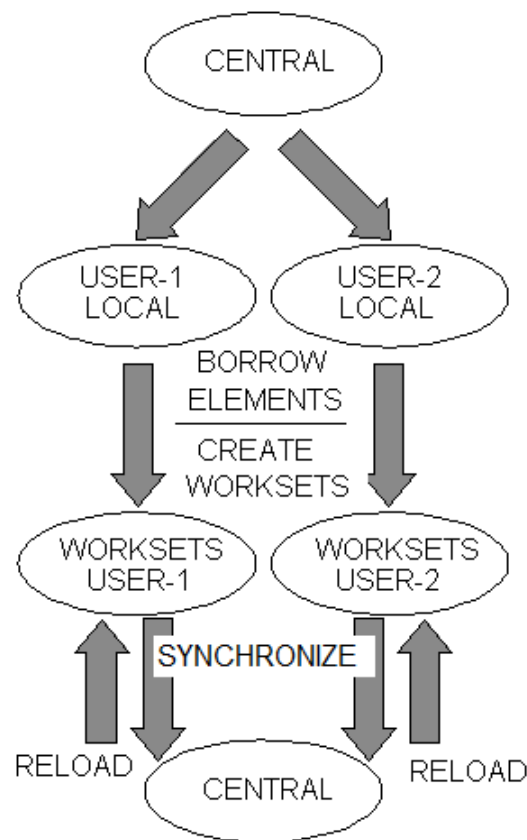 CENTRAL
USER-1
LOCAL
USER-2
LOCAL
BORROW
ELEMENTS
CREATE
WORKSETS
WORKSETS
USER-1
WORKSETS
USER-2
SYNCHRONIZE
RELOAD
CENTRAL
RELOAD